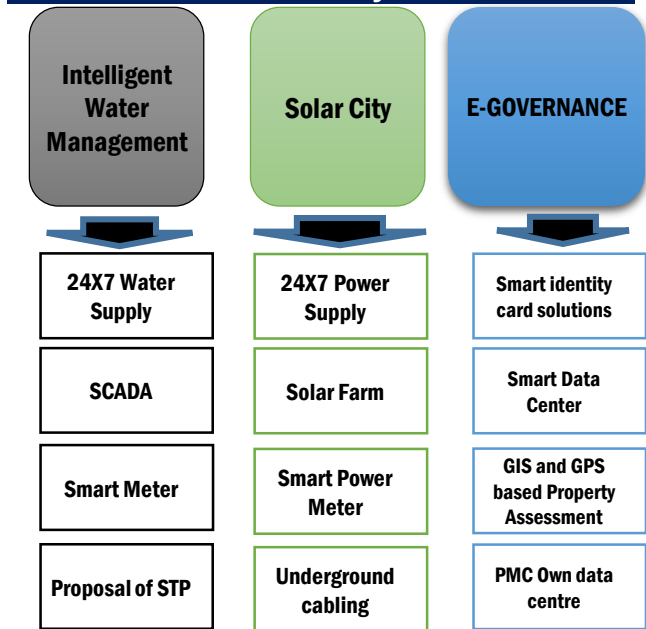 Intelligent
Water
Management
Solar City
E-GOVERNANCE
24X7 Water
Supply
24X7 Power
Supply
Smart identity
card solutions
SCADA
Solar Farm
Smart Data
Center
Smart Meter
Smart Power
Meter
GIS and GPS
based Property
Assessment
Proposal of STP
Underground
cabling
PMC Own data
centre